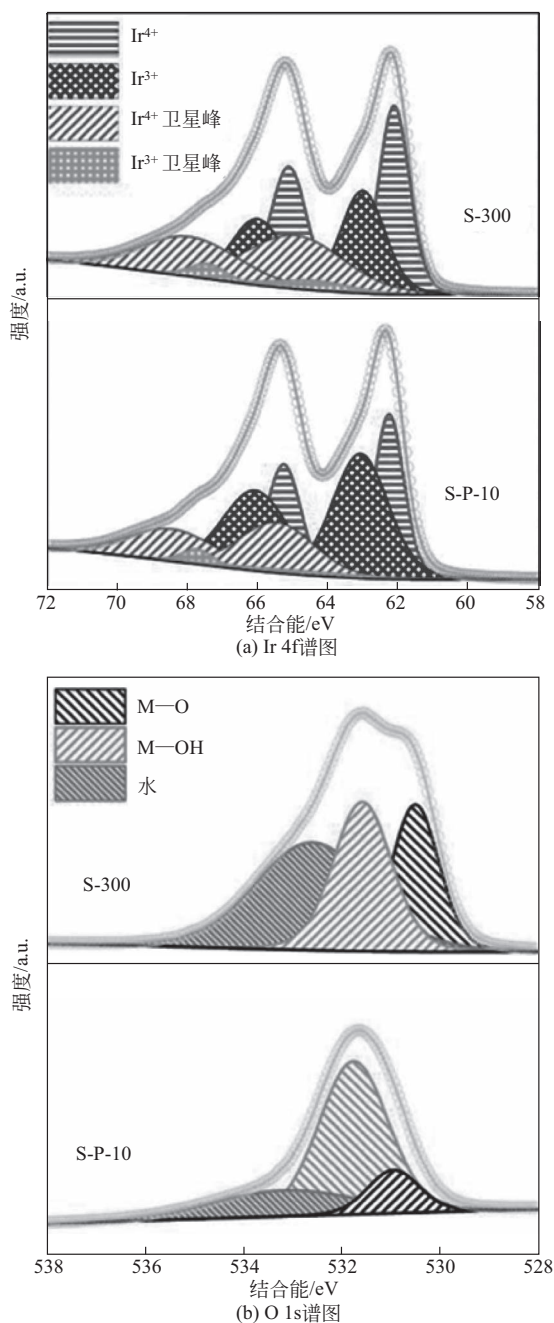 Ir⁴⁺
Ir³⁺
Ir⁴⁺ 卫星峰
Ir³⁺ 卫星峰
S-300
S-P-10
强度/a.u.
72 70 68 66 64 62 60 58
结合能/eV
(a) Ir 4f谱图
M—O
M—OH
水
S-300
S-P-10
强度/a.u.
538 536 534 532 530 528
结合能/eV
(b) O 1s谱图